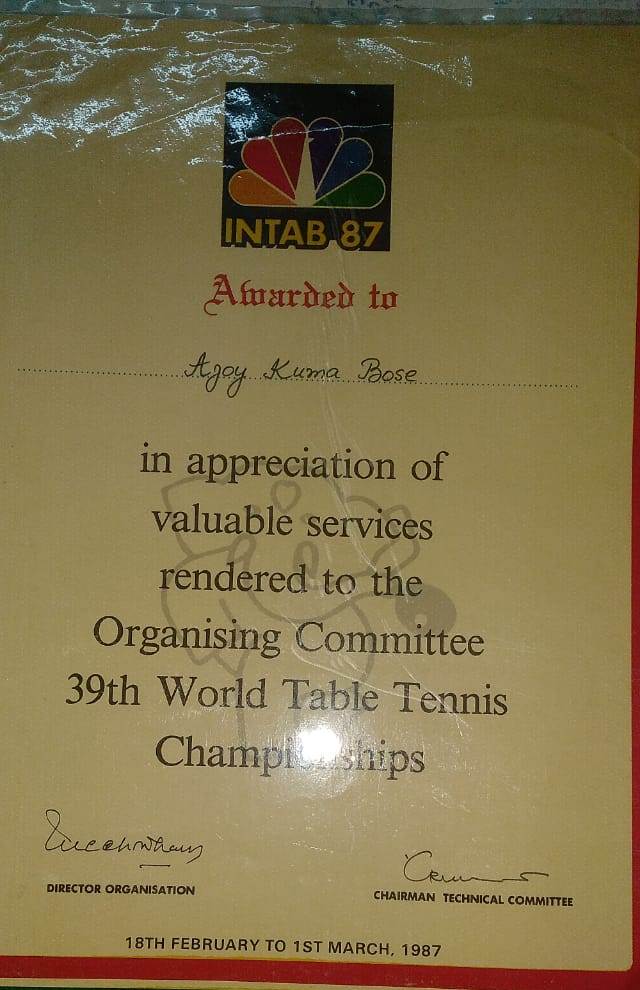 INTAB-87
Awarded to
Ajoy Kuma Bose
in appreciation of
valuable services
rendered to the
Organising Committee
39th World Table Tennis
Championships
DIRECTOR ORGANISATION
CHAIRMAN TECHNICAL COMMITTEE
18TH FEBRUARY TO 1ST MARCH, 1987